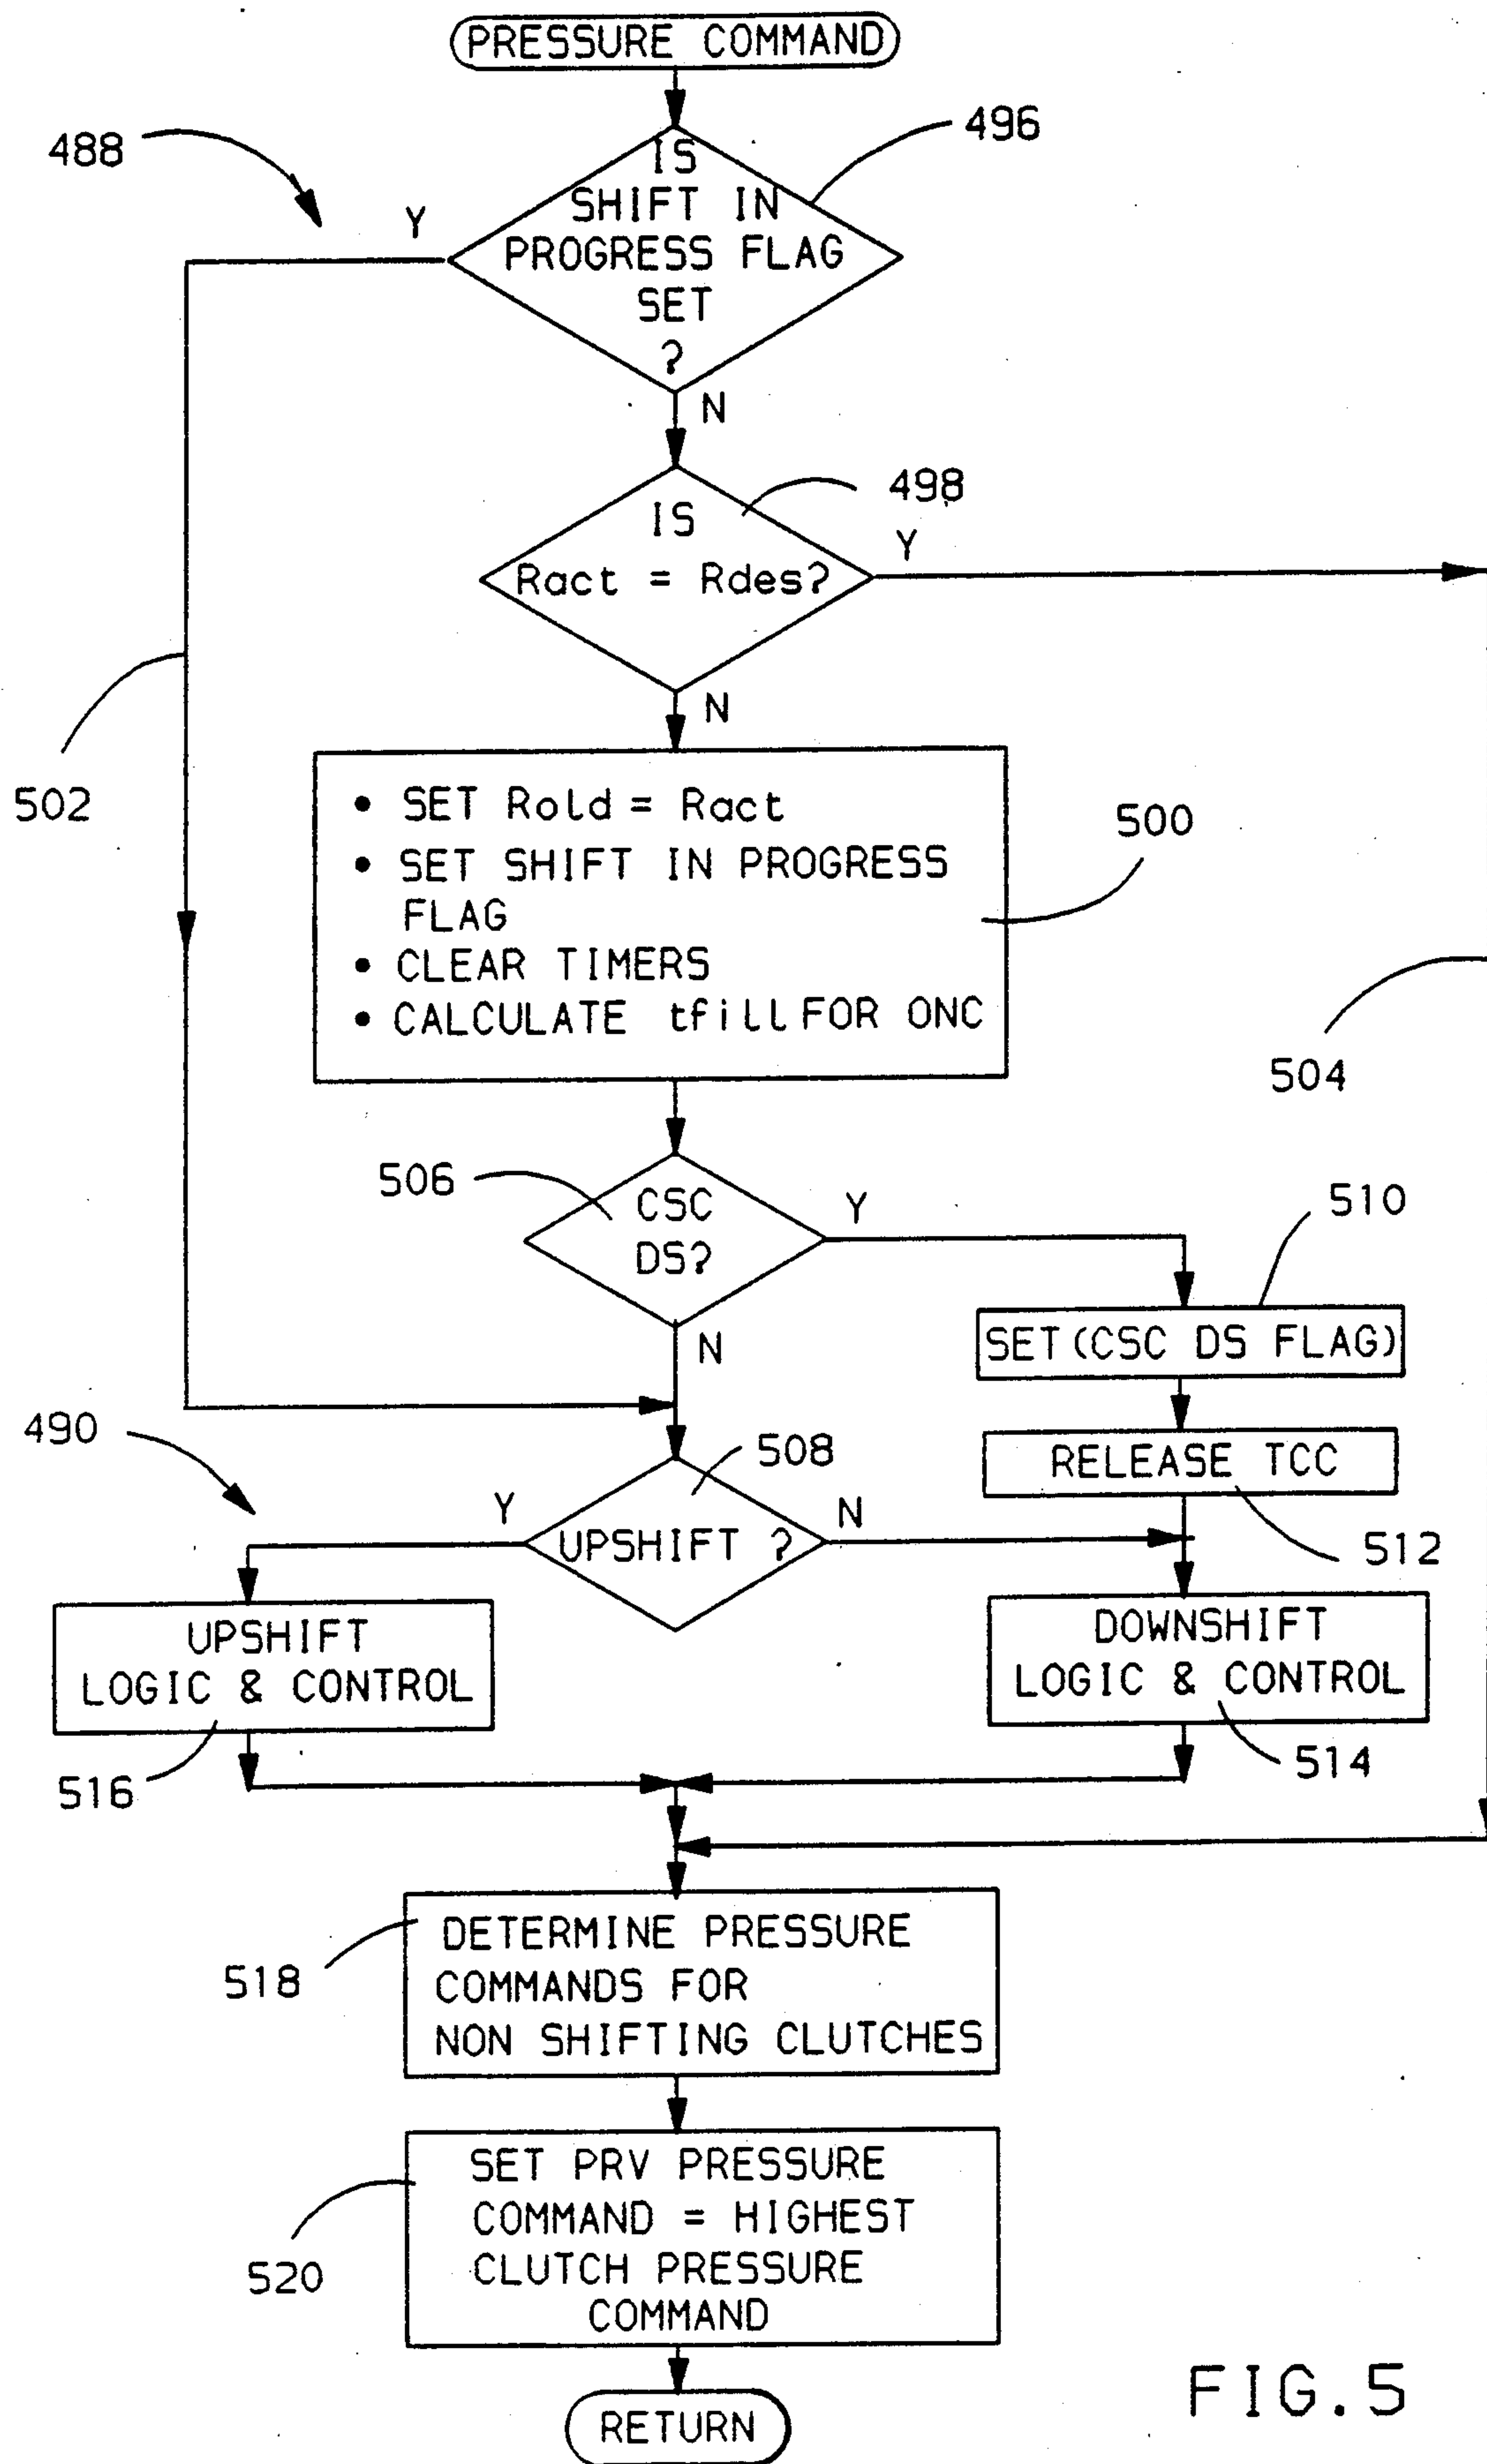 PRESSURE COMMAND
488
496
IS
SHIFT IN
PROGRESS FLAG
SET
?
Y
N
498
IS
Ract = Rdes?
Y
N
502
• SET Rold = Ract
• SET SHIFT IN PROGRESS
FLAG
• CLEAR TIMERS
• CALCULATE tfill FOR ONC
500
504
506
CSC
DS?
Y
N
510
SET (CSC DS FLAG)
RELEASE TCC
512
490
508
Y
UPSHIFT ?
N
UPSHIFT
LOGIC & CONTROL
516
DOWNSHIFT
LOGIC & CONTROL
514
518
DETERMINE PRESSURE
COMMANDS FOR
NON SHIFTING CLUTCHES
520
SET PRV PRESSURE
COMMAND = HIGHEST
CLUTCH PRESSURE
COMMAND
RETURN
FIG. 5